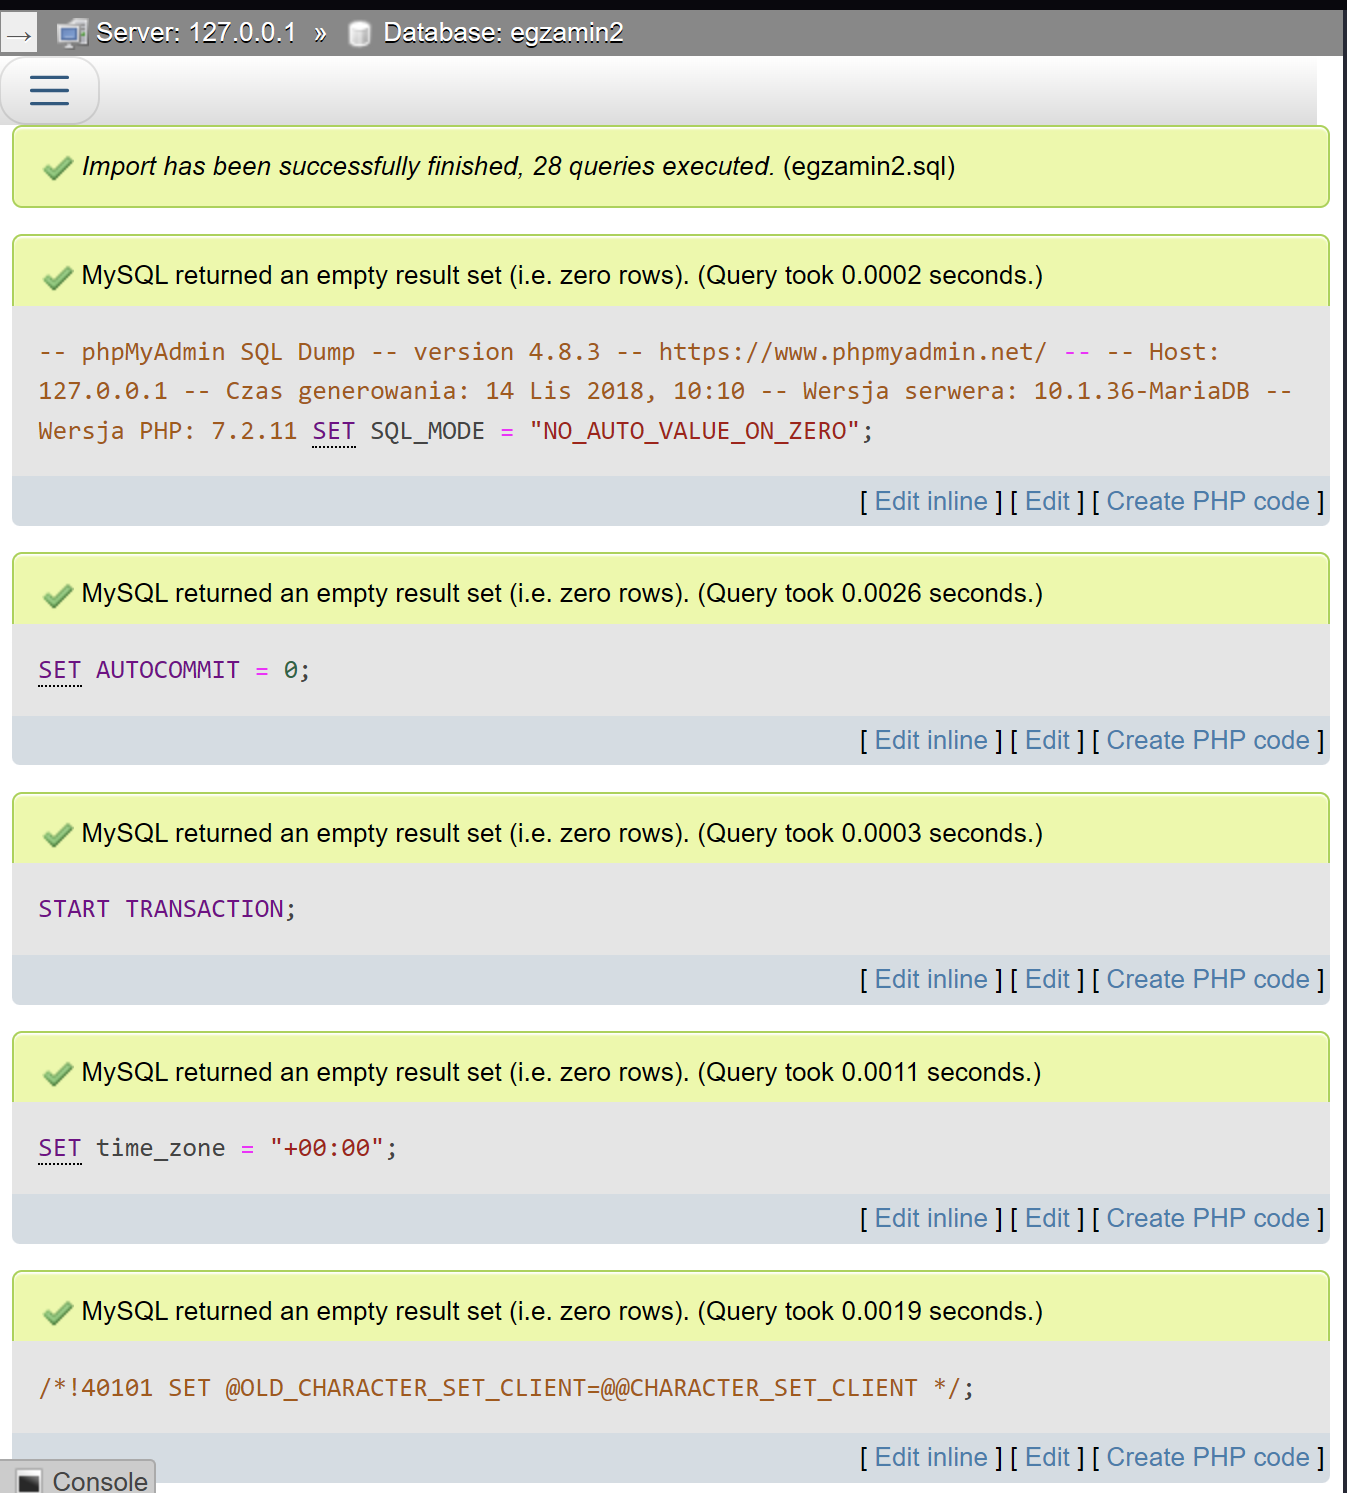 → Server: 127.0.0.1 » Database: egzamin2
Import has been successfully finished, 28 queries executed. (egzamin2.sql)
MySQL returned an empty result set (i.e. zero rows). (Query took 0.0002 seconds.)
-- phpMyAdmin SQL Dump -- version 4.8.3 -- https://www.phpmyadmin.net/ -- -- Host:
127.0.0.1 -- Czas generowania: 14 Lis 2018, 10:10 -- Wersja serwera: 10.1.36-MariaDB --
Wersja PHP: 7.2.11 SET SQL_MODE = "NO_AUTO_VALUE_ON_ZERO";
[ Edit inline ] [ Edit ] [ Create PHP code ]
MySQL returned an empty result set (i.e. zero rows). (Query took 0.0026 seconds.)
SET AUTOCOMMIT = 0;
[ Edit inline ] [ Edit ] [ Create PHP code ]
MySQL returned an empty result set (i.e. zero rows). (Query took 0.0003 seconds.)
START TRANSACTION;
[ Edit inline ] [ Edit ] [ Create PHP code ]
MySQL returned an empty result set (i.e. zero rows). (Query took 0.0011 seconds.)
SET time_zone = "+00:00";
[ Edit inline ] [ Edit ] [ Create PHP code ]
MySQL returned an empty result set (i.e. zero rows). (Query took 0.0019 seconds.)
/*!40101 SET @OLD_CHARACTER_SET_CLIENT=@@CHARACTER_SET_CLIENT */;
[ Edit inline ] [ Edit ] [ Create PHP code ]
Console